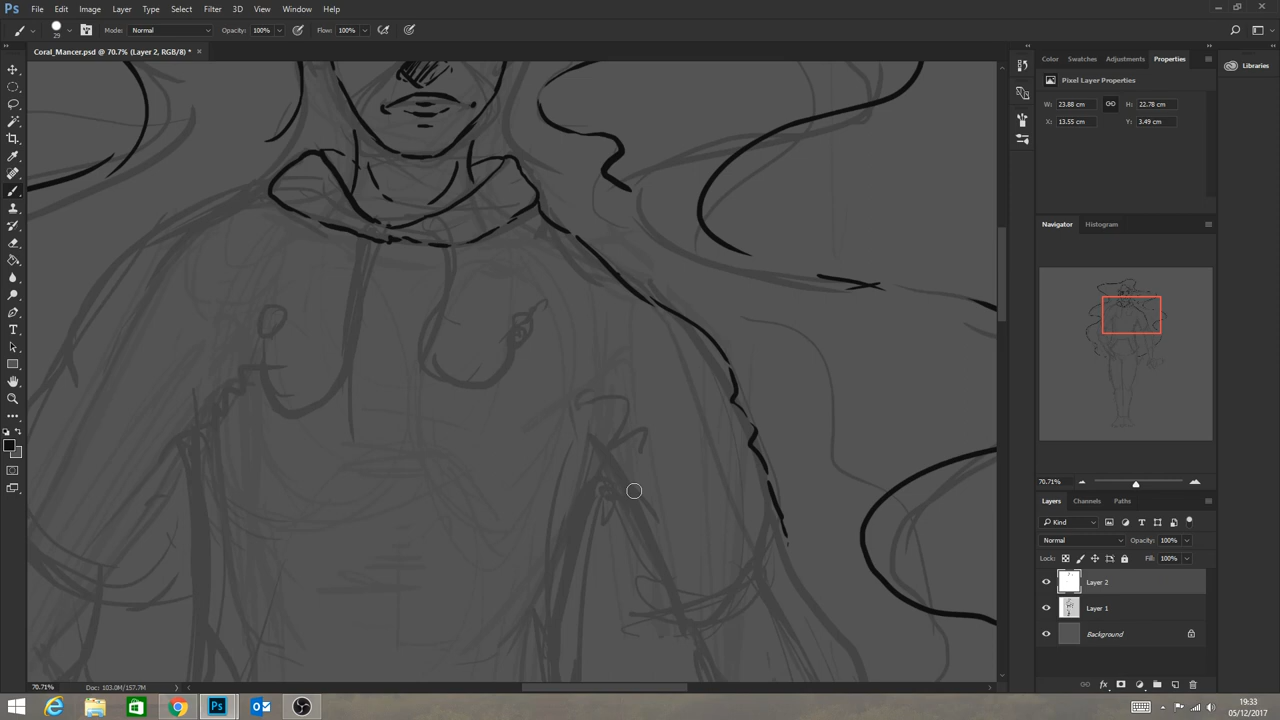 Ps File Edit Image Layer Type Select Filter 3D View Window Help
29 Mode: Normal Opacity: 100% Flow: 100%
Coral_Mancer.psd @ 70.7% (Layer 2, RGB/8) * ×
Color Swatches Adjustments Properties Libraries
Pixel Layer Properties
W: 23.88 cm H: 22.78 cm
X: 13.55 cm Y: 3.49 cm
Navigator Histogram
70.71%
Layers Channels Paths
Kind
Normal Opacity: 100%
Lock: Fill: 100%
Layer 2
Layer 1
Background
70.71% Doc: 103.0M/157.7M
Ps
19:33
05/12/2017